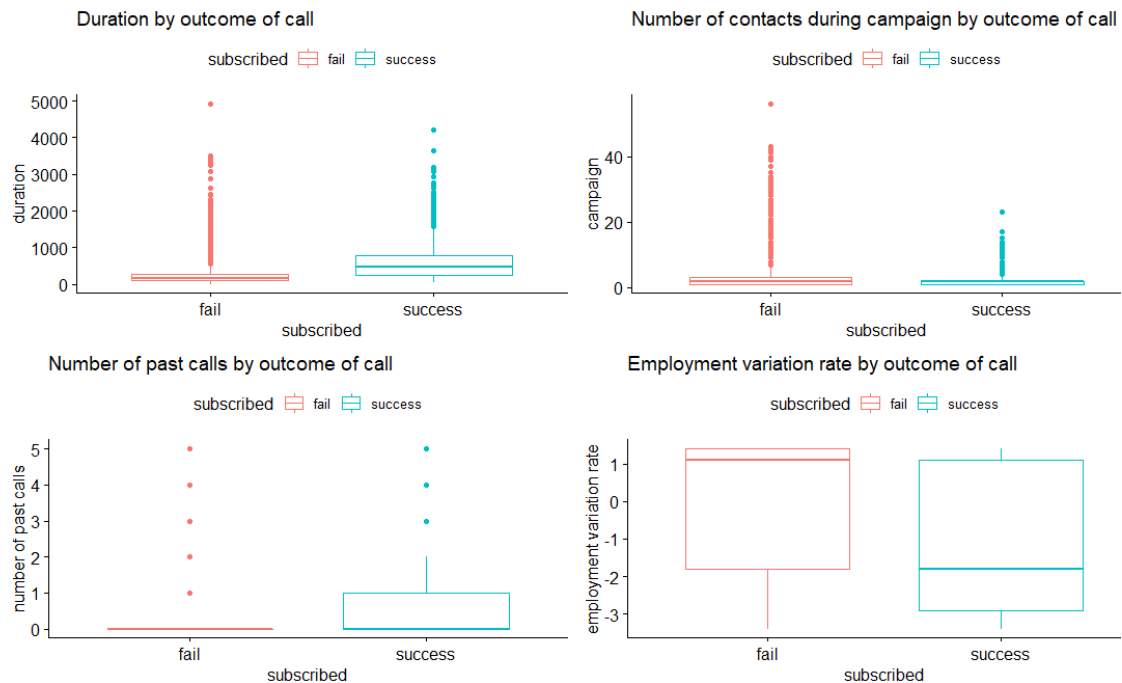 Duration by outcome of call
subscribed fail success
5000
4000
3000
2000
1000
0
duration
fail success
subscribed
Number of contacts during campaign by outcome of call
subscribed fail success
40
20
0
campaign
fail success
subscribed
Number of past calls by outcome of call
subscribed fail success
5
4
3
2
1
0
number of past calls
fail success
subscribed
Employment variation rate by outcome of call
subscribed fail success
1
0
-1
-2
-3
employment variation rate
fail success
subscribed